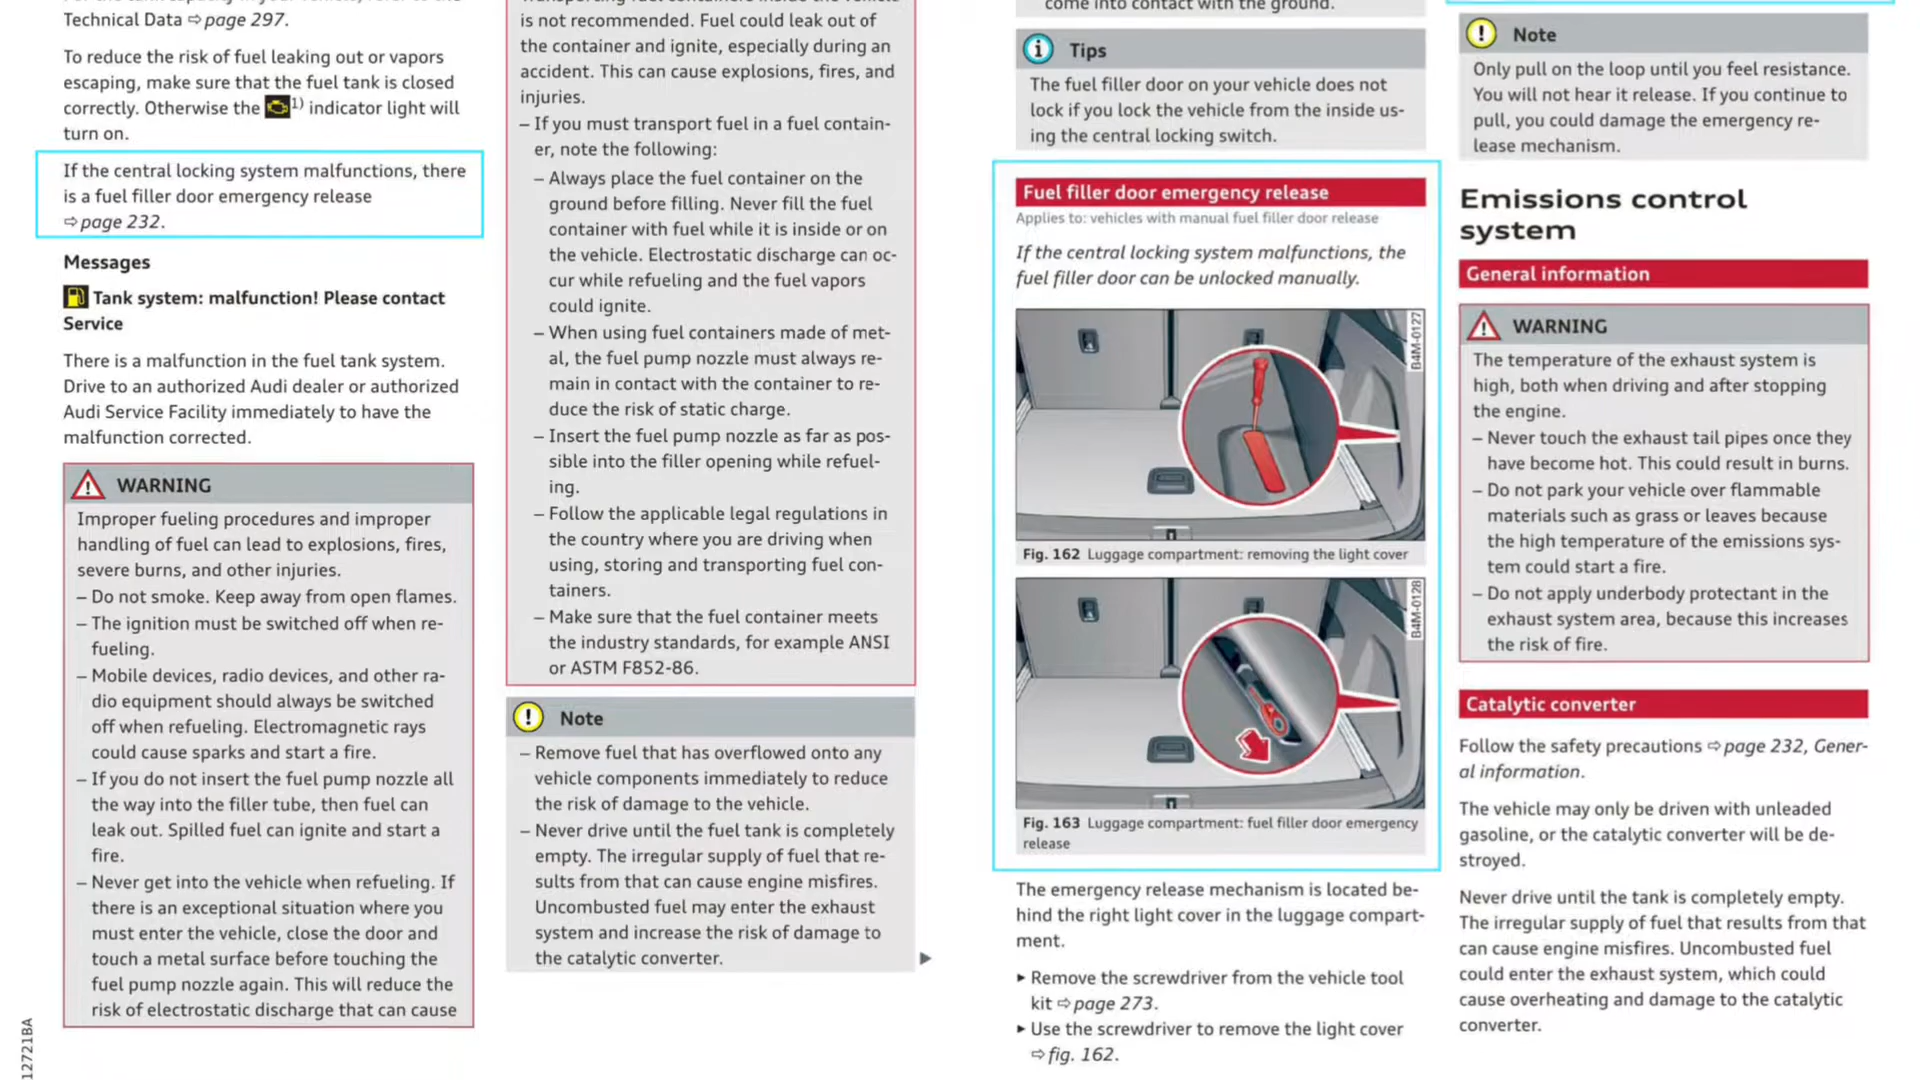 Technical Data ⇨ page 297.
To reduce the risk of fuel leaking out or vapors
escaping, make sure that the fuel tank is closed
correctly. Otherwise the 1) indicator light will
turn on.
If the central locking system malfunctions, there
is a fuel filler door emergency release
⇨ page 232.
Messages
Tank system: malfunction! Please contact
Service
There is a malfunction in the fuel tank system.
Drive to an authorized Audi dealer or authorized
Audi Service Facility immediately to have the
malfunction corrected.
WARNING
Improper fueling procedures and improper
handling of fuel can lead to explosions, fires,
severe burns, and other injuries.
– Do not smoke. Keep away from open flames.
– The ignition must be switched off when re-
fueling.
– Mobile devices, radio devices, and other ra-
dio equipment should always be switched
off when refueling. Electromagnetic rays
could cause sparks and start a fire.
– If you do not insert the fuel pump nozzle all
the way into the filler tube, then fuel can
leak out. Spilled fuel can ignite and start a
fire.
– Never get into the vehicle when refueling. If
there is an exceptional situation where you
must enter the vehicle, close the door and
touch a metal surface before touching the
fuel pump nozzle again. This will reduce the
risk of electrostatic discharge that can cause
12721BA
is not recommended. Fuel could leak out of
the container and ignite, especially during an
accident. This can cause explosions, fires, and
injuries.
– If you must transport fuel in a fuel contain-
er, note the following:
– Always place the fuel container on the
ground before filling. Never fill the fuel
container with fuel while it is inside or on
the vehicle. Electrostatic discharge can oc-
cur while refueling and the fuel vapors
could ignite.
– When using fuel containers made of met-
al, the fuel pump nozzle must always re-
main in contact with the container to re-
duce the risk of static charge.
– Insert the fuel pump nozzle as far as pos-
sible into the filler opening while refuel-
ing.
– Follow the applicable legal regulations in
the country where you are driving when
using, storing and transporting fuel con-
tainers.
– Make sure that the fuel container meets
the industry standards, for example ANSI
or ASTM F852-86.
Note
– Remove fuel that has overflowed onto any
vehicle components immediately to reduce
the risk of damage to the vehicle.
– Never drive until the fuel tank is completely
empty. The irregular supply of fuel that re-
sults from that can cause engine misfires.
Uncombusted fuel may enter the exhaust
system and increase the risk of damage to
the catalytic converter.
come into contact with the ground.
Tips
The fuel filler door on your vehicle does not
lock if you lock the vehicle from the inside us-
ing the central locking switch.
Fuel filler door emergency release
Applies to: vehicles with manual fuel filler door release
If the central locking system malfunctions, the
fuel filler door can be unlocked manually.
B4M-0127
Fig. 162 Luggage compartment: removing the light cover
B4M-0128
Fig. 163 Luggage compartment: fuel filler door emergency
release
The emergency release mechanism is located be-
hind the right light cover in the luggage compart-
ment.
▸ Remove the screwdriver from the vehicle tool
kit ⇨ page 273.
▸ Use the screwdriver to remove the light cover
⇨ fig. 162.
Note
Only pull on the loop until you feel resistance.
You will not hear it release. If you continue to
pull, you could damage the emergency re-
lease mechanism.
Emissions control
system
General information
WARNING
The temperature of the exhaust system is
high, both when driving and after stopping
the engine.
– Never touch the exhaust tail pipes once they
have become hot. This could result in burns.
– Do not park your vehicle over flammable
materials such as grass or leaves because
the high temperature of the emissions sys-
tem could start a fire.
– Do not apply underbody protectant in the
exhaust system area, because this increases
the risk of fire.
Catalytic converter
Follow the safety precautions ⇨ page 232, Gener-
al information.
The vehicle may only be driven with unleaded
gasoline, or the catalytic converter will be de-
stroyed.
Never drive until the tank is completely empty.
The irregular supply of fuel that results from that
can cause engine misfires. Uncombusted fuel
could enter the exhaust system, which could
cause overheating and damage to the catalytic
converter.